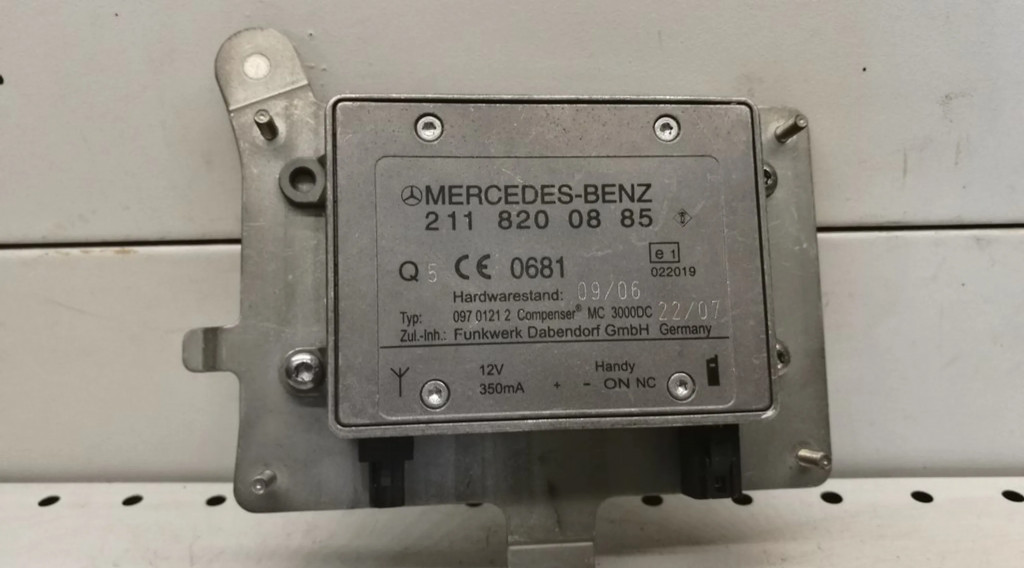 MERCEDES-BENZ
211 820 08 85
Q 5 CE 0681 e1
022019
Hardwarestand: 09/06
Typ: 097 0121 2 Compenser® MC 3000DC 22/07
Zul.-Inh.: Funkwerk Dabendorf GmbH Germany
12V Handy
350mA + - ON NC